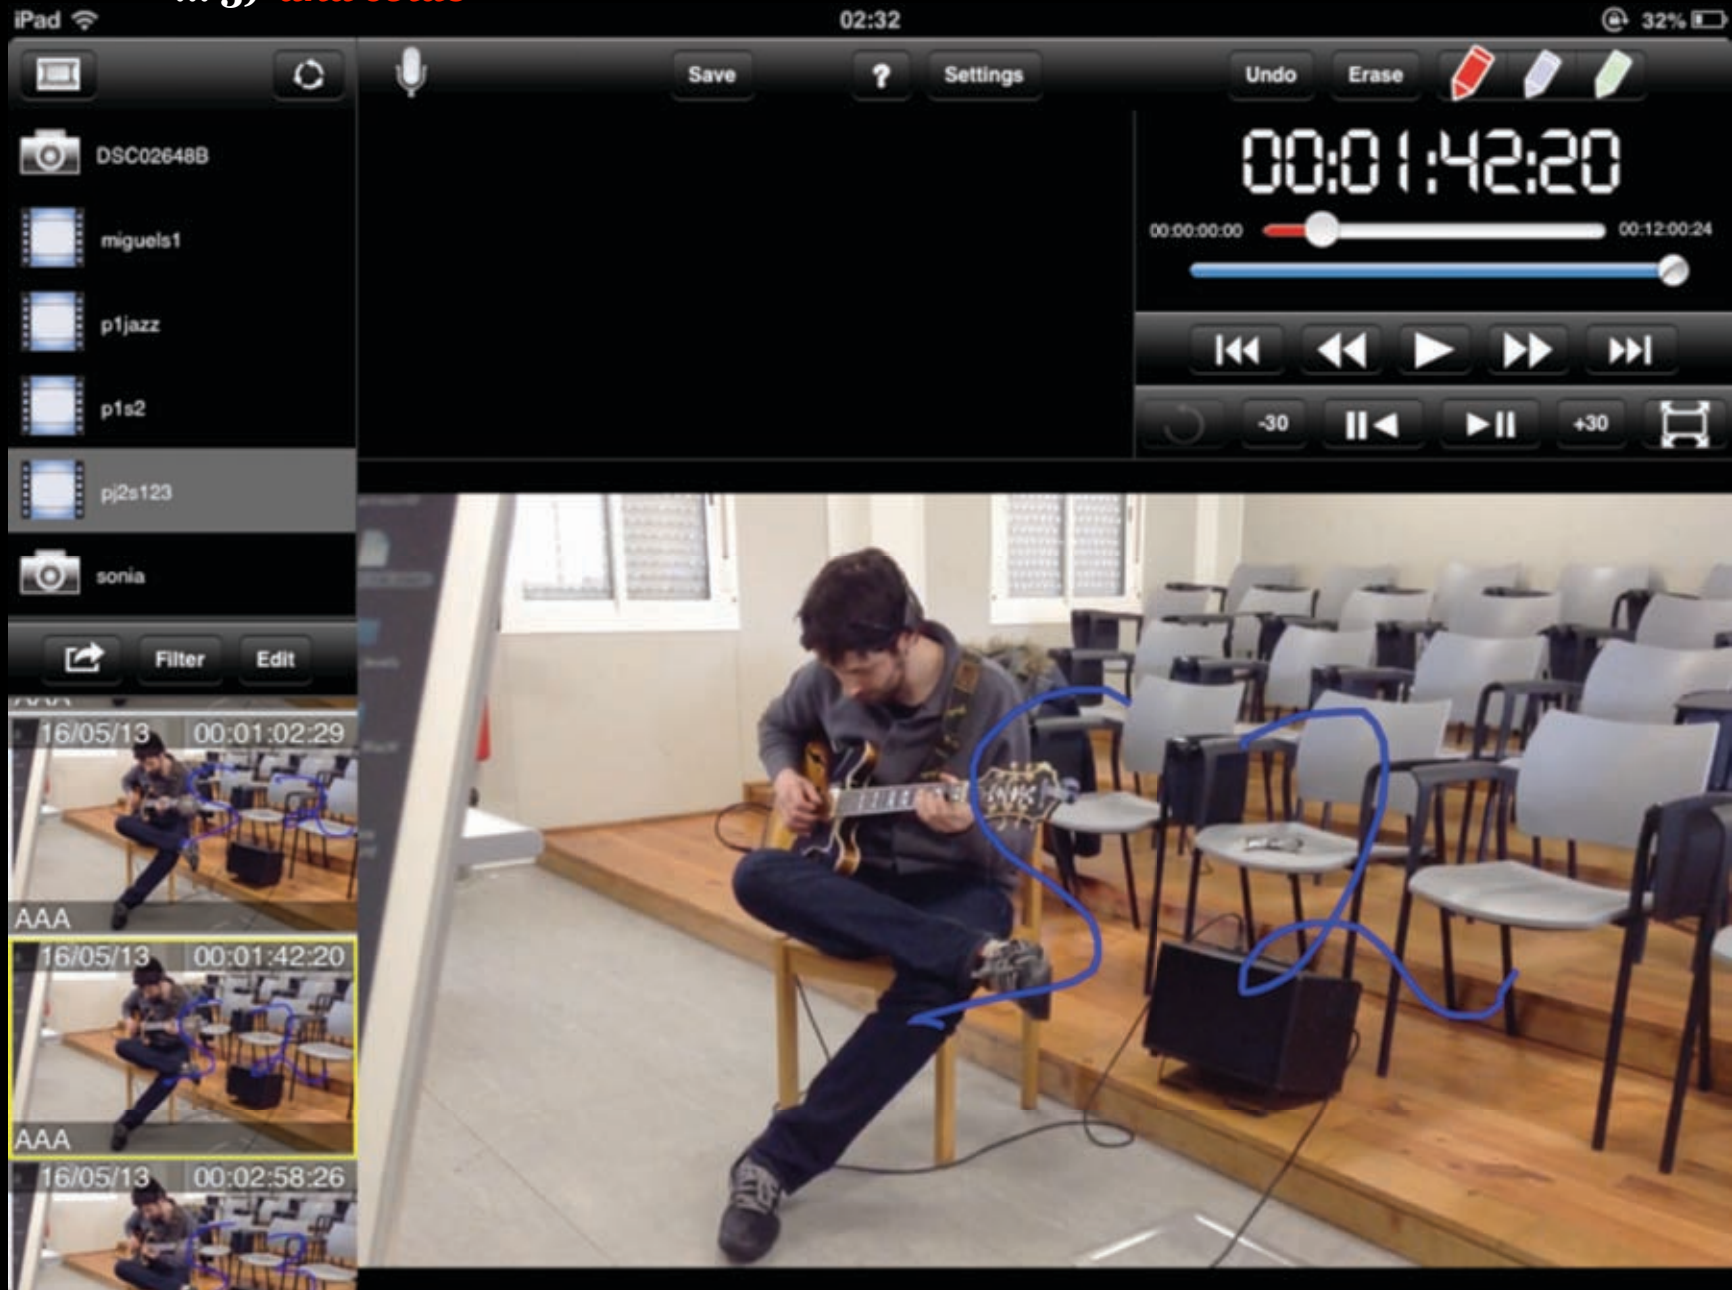 iPad 02:32 32%
Save ? Settings Undo Erase
DSC02648B
miguels1
p1jazz
p1s2
pj2s123
sonia
00:01:42:20
00:00:00:00 00:12:00:24
-30 +30
Filter Edit
16/05/13 00:01:02:29
AAA
16/05/13 00:01:42:20
AAA
16/05/13 00:02:58:26
S2